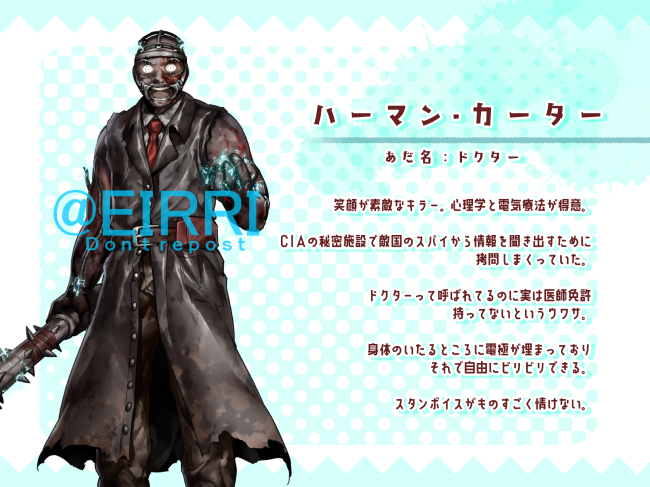 ハーマン・カーター
あだ名：ドクター
笑顔が素敵なキラー。心理学と電気療法が得意。
CIAの秘密施設で敵国のスパイから情報を聞き出すために
拷問しまくっていた。
ドクターって呼ばれてるのに実は医師免許
持ってないというウワサ。
身体のいたるところに電極が埋まっており
それで自由にビリビリできる。
スタンボイスがものすごく情けない。
@EIRRI
Dontrepost